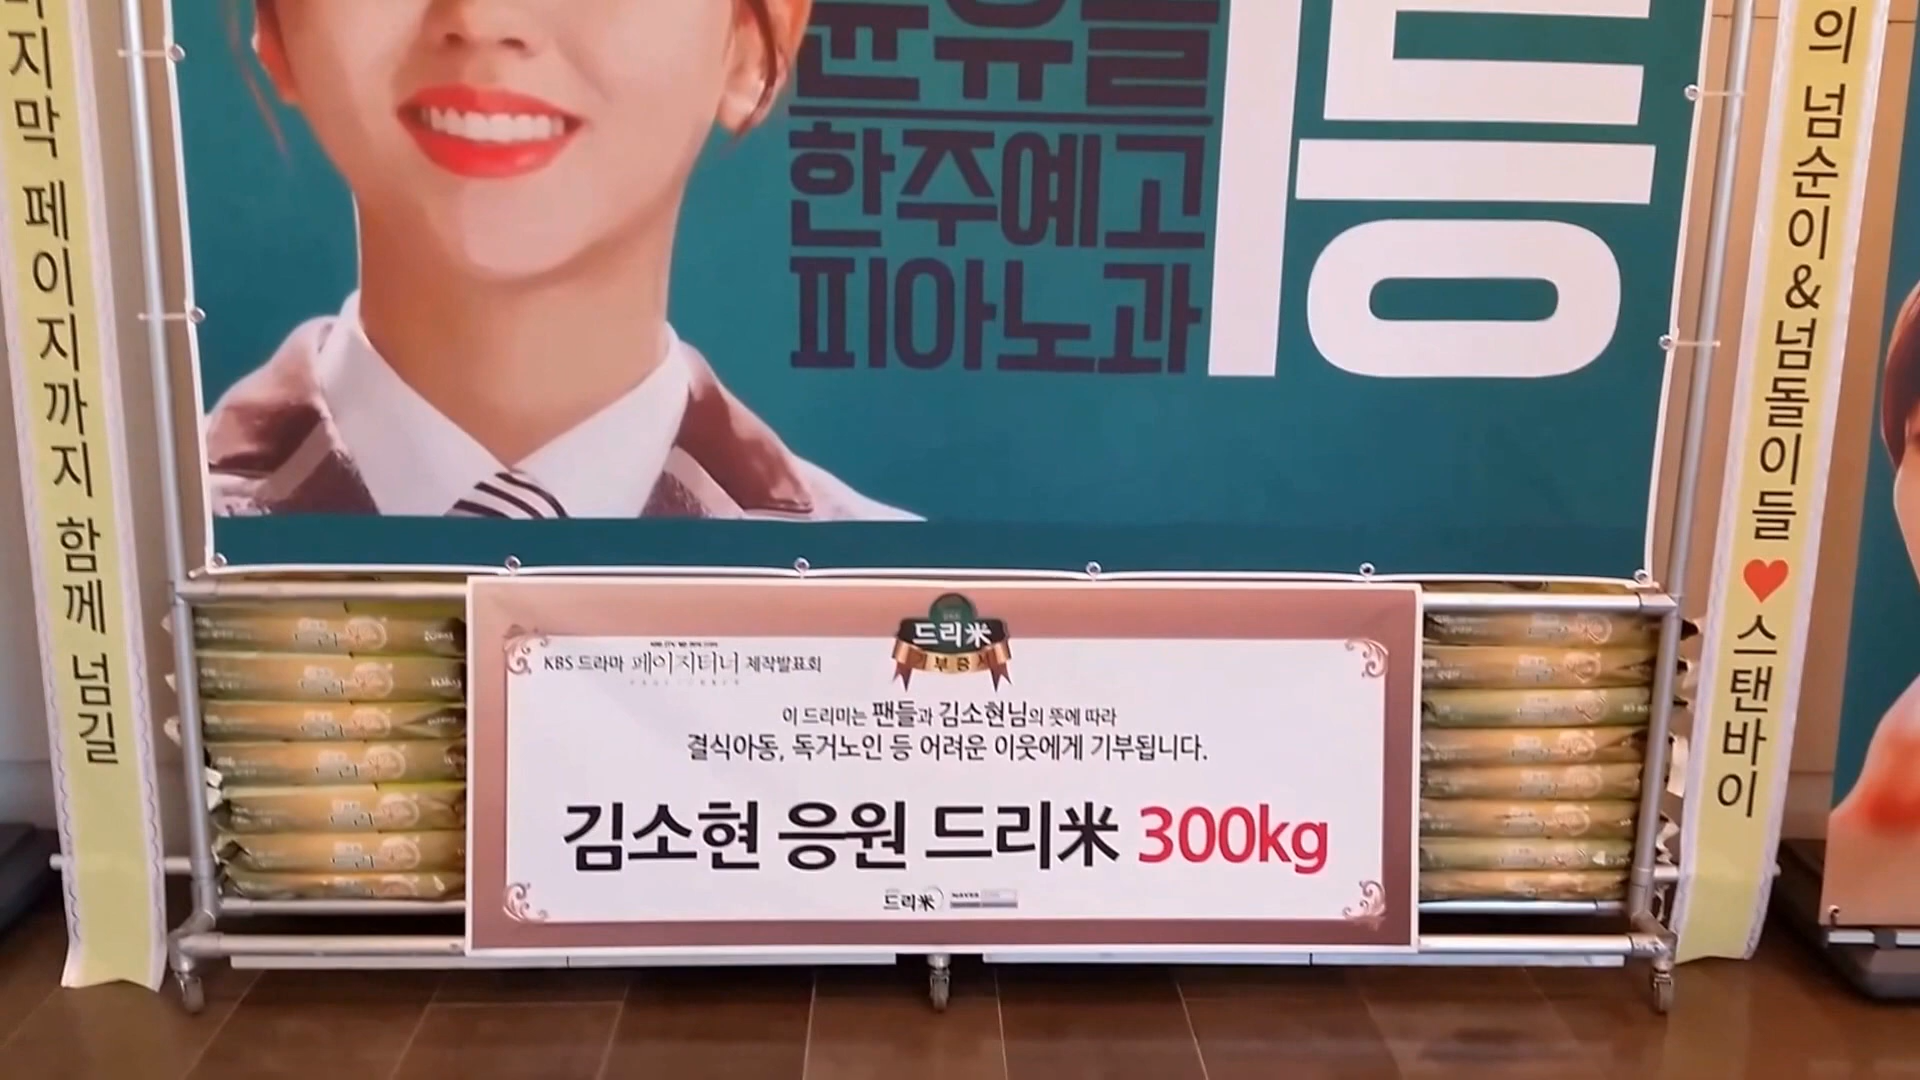 지막 페이지까지 함께 넘길
윤유슬
한주예고
피아노과
등
의 넘순이&넘돌이들 ♥ 스탠바이
드리米
기부증서
KBS 드라마 페이지터너 제작발표회
이 드리미는 팬들과 김소현님의 뜻에 따라
결식아동, 독거노인 등 어려운 이웃에게 기부됩니다.
김소현 응원 드리米 300kg
드리米